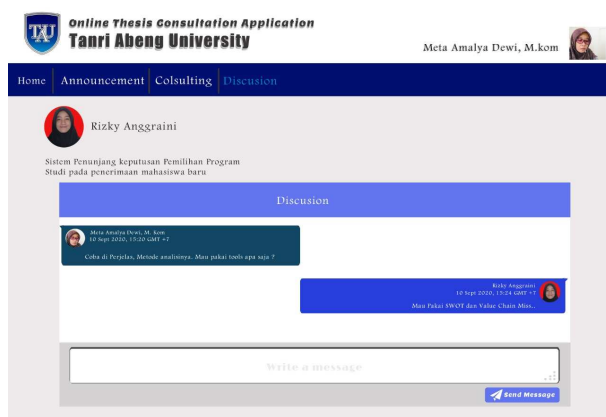 TAU
Online Thesis Consultation Application
Tanri Abeng University
Meta Amalya Dewi, M.kom
Home Announcement Colsulting Discusion
Rizky Anggraini
Sistem Penunjang keputusan Pemilihan Program
Studi pada penerimaan mahasiswa baru
Discusion
Meta Amalya Dewi, M. kom
10 Sept 2020, 15:20 GMT +7
Coba di Perjelas, Metode analisinya. Mau pakai tools apa saja ?
Rizky Anggraini
10 Sept 2020, 15:24 GMT +7
Mau Pakai SWOT dan Value Chain Miss..
Write a message
Send Message